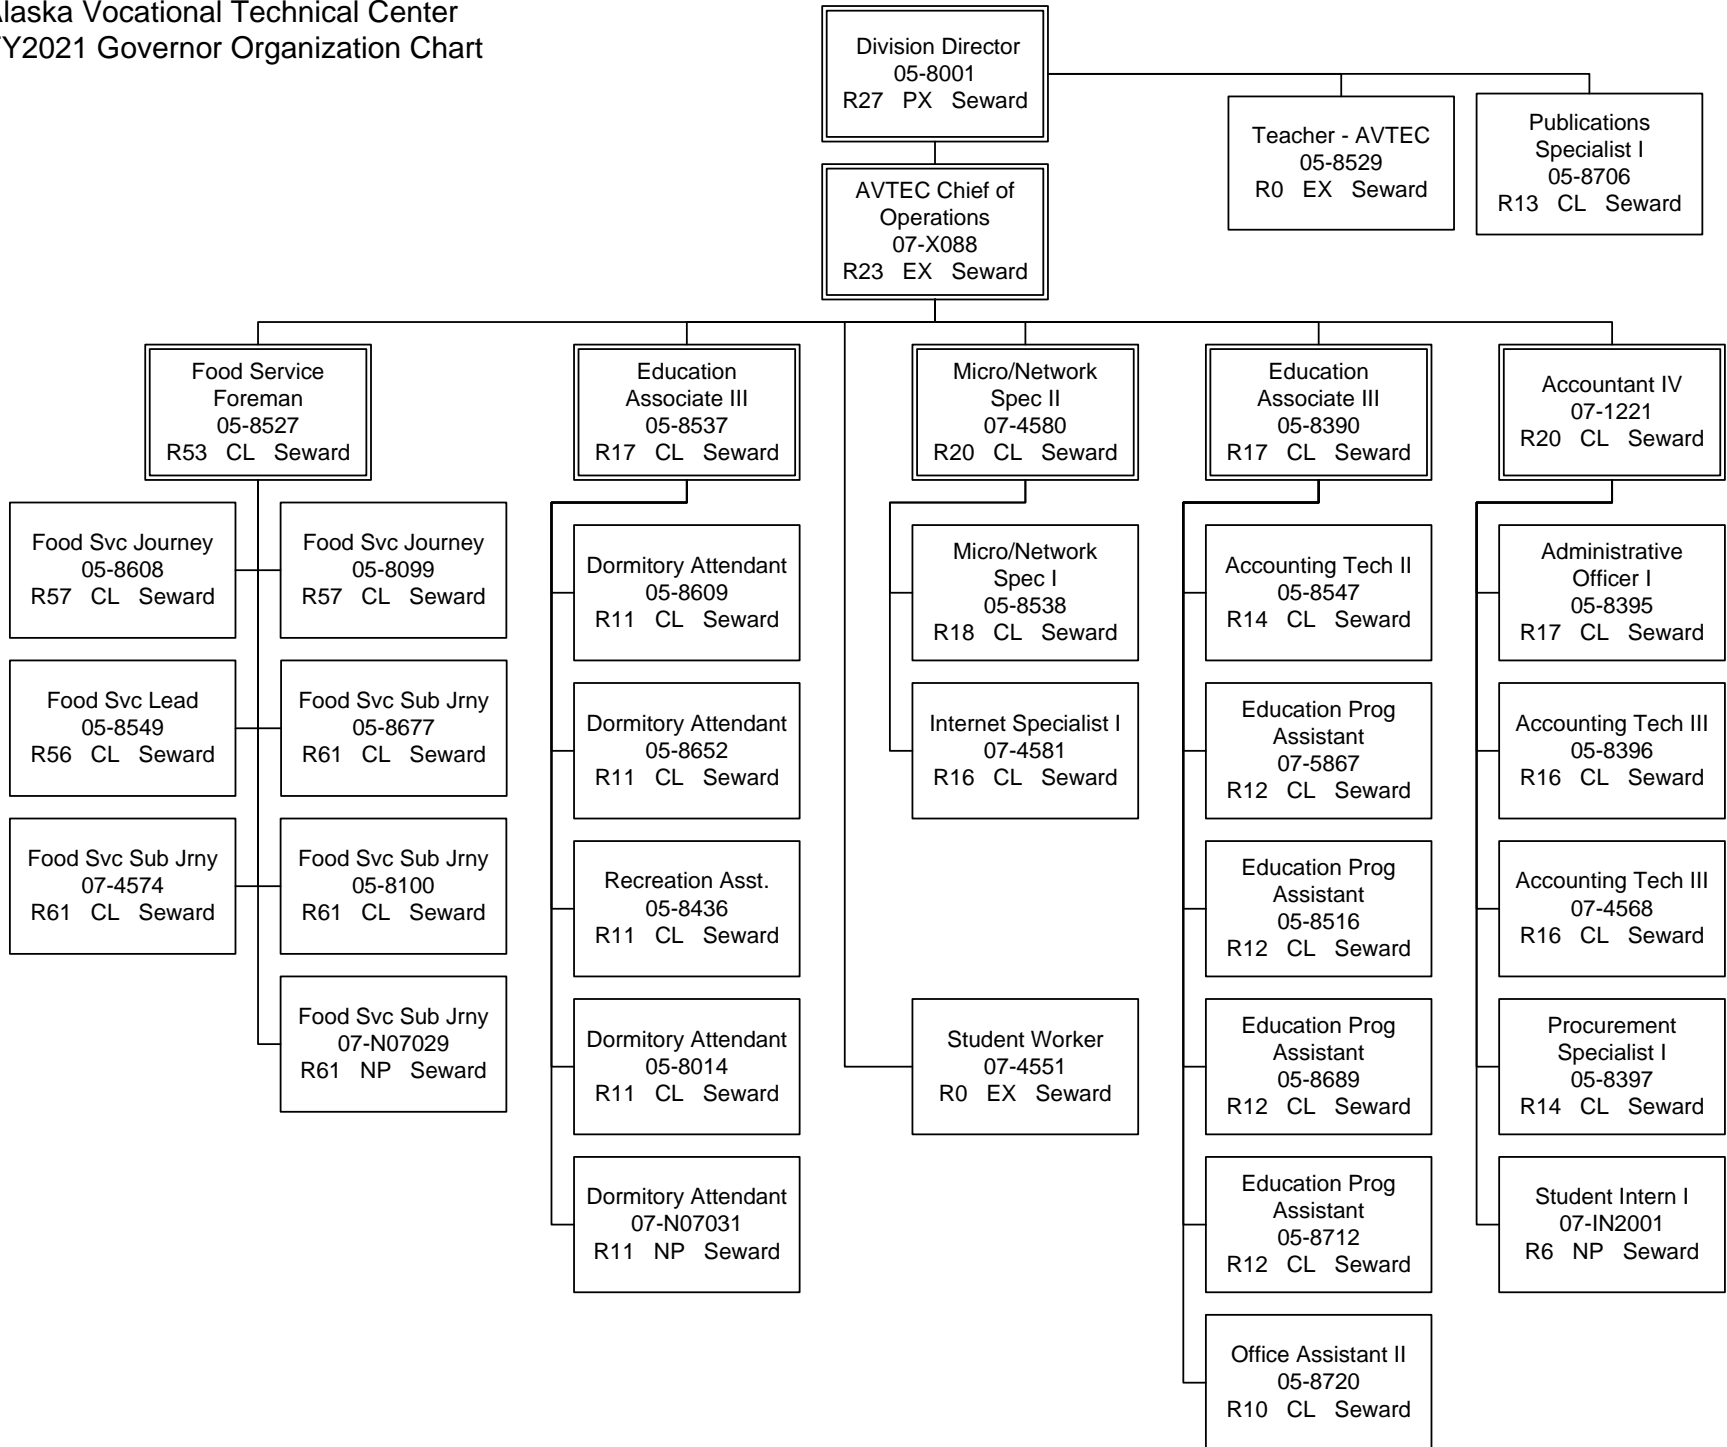 laska Vocational Technical Center
Y2021 Governor Organization Chart
Division Director
05-8001
R27 PX Seward
Teacher - AVTEC
05-8529
R0 EX Seward
Publications
Specialist I
05-8706
R13 CL Seward
AVTEC Chief of
Operations
07-X088
R23 EX Seward
Food Service
Foreman
05-8527
R53 CL Seward
Education
Associate III
05-8537
R17 CL Seward
Micro/Network
Spec II
07-4580
R20 CL Seward
Education
Associate III
05-8390
R17 CL Seward
Accountant IV
07-1221
R20 CL Seward
Food Svc Journey
05-8608
R57 CL Seward
Food Svc Journey
05-8099
R57 CL Seward
Food Svc Lead
05-8549
R56 CL Seward
Food Svc Sub Jrny
05-8677
R61 CL Seward
Food Svc Sub Jrny
07-4574
R61 CL Seward
Food Svc Sub Jrny
05-8100
R61 CL Seward
Food Svc Sub Jrny
07-N07029
R61 NP Seward
Dormitory Attendant
05-8609
R11 CL Seward
Dormitory Attendant
05-8652
R11 CL Seward
Recreation Asst.
05-8436
R11 CL Seward
Dormitory Attendant
05-8014
R11 CL Seward
Dormitory Attendant
07-N07031
R11 NP Seward
Micro/Network
Spec I
05-8538
R18 CL Seward
Internet Specialist I
07-4581
R16 CL Seward
Student Worker
07-4551
R0 EX Seward
Accounting Tech II
05-8547
R14 CL Seward
Education Prog
Assistant
07-5867
R12 CL Seward
Education Prog
Assistant
05-8516
R12 CL Seward
Education Prog
Assistant
05-8689
R12 CL Seward
Education Prog
Assistant
05-8712
R12 CL Seward
Office Assistant II
05-8720
R10 CL Seward
Administrative
Officer I
05-8395
R17 CL Seward
Accounting Tech III
05-8396
R16 CL Seward
Accounting Tech III
07-4568
R16 CL Seward
Procurement
Specialist I
05-8397
R14 CL Seward
Student Intern I
07-IN2001
R6 NP Seward